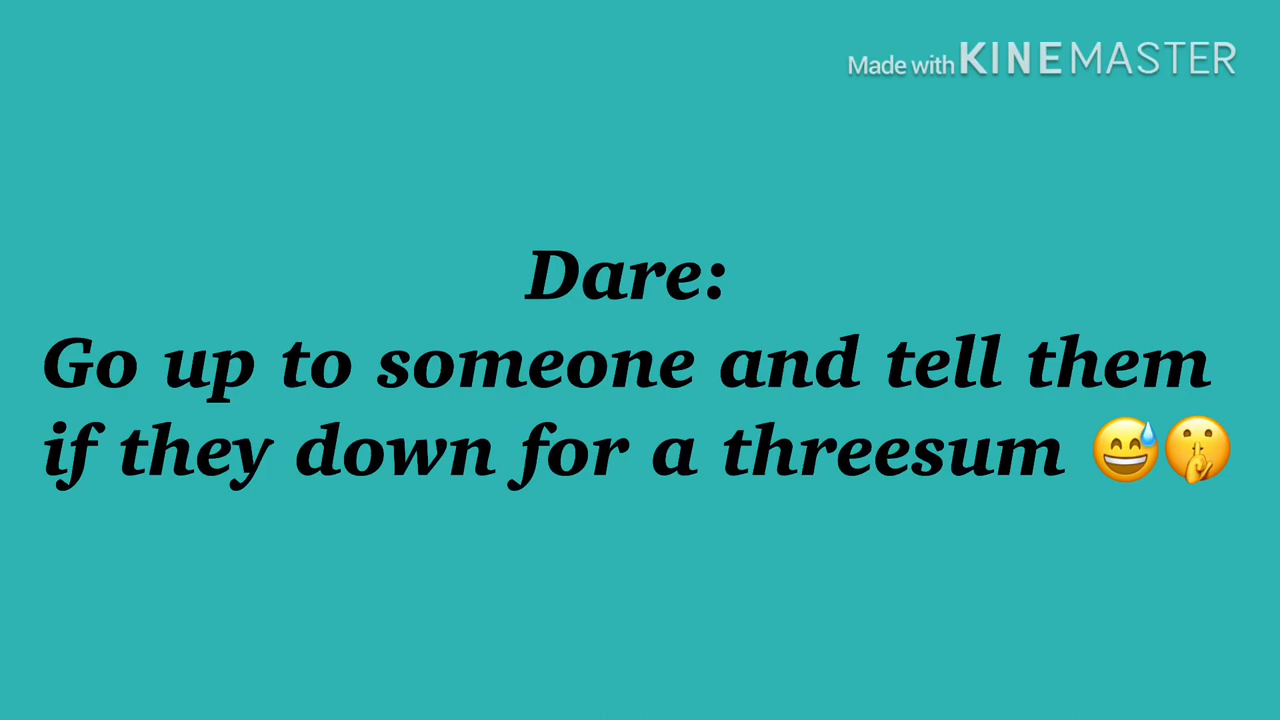 Made with KINEMASTER
Dare:
Go up to someone and tell them
if they down for a threesum 😅🤫